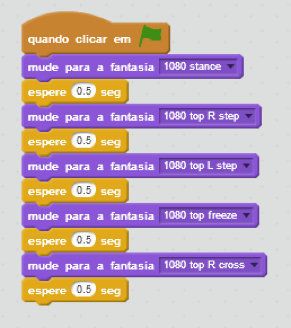 quando clicar em
mude para a fantasia 1080 stance
espere 0.5 seg
mude para a fantasia 1080 top R step
espere 0.5 seg
mude para a fantasia 1080 top L step
espere 0.5 seg
mude para a fantasia 1080 top freeze
espere 0.5 seg
mude para a fantasia 1080 top R cross
espere 0.5 seg